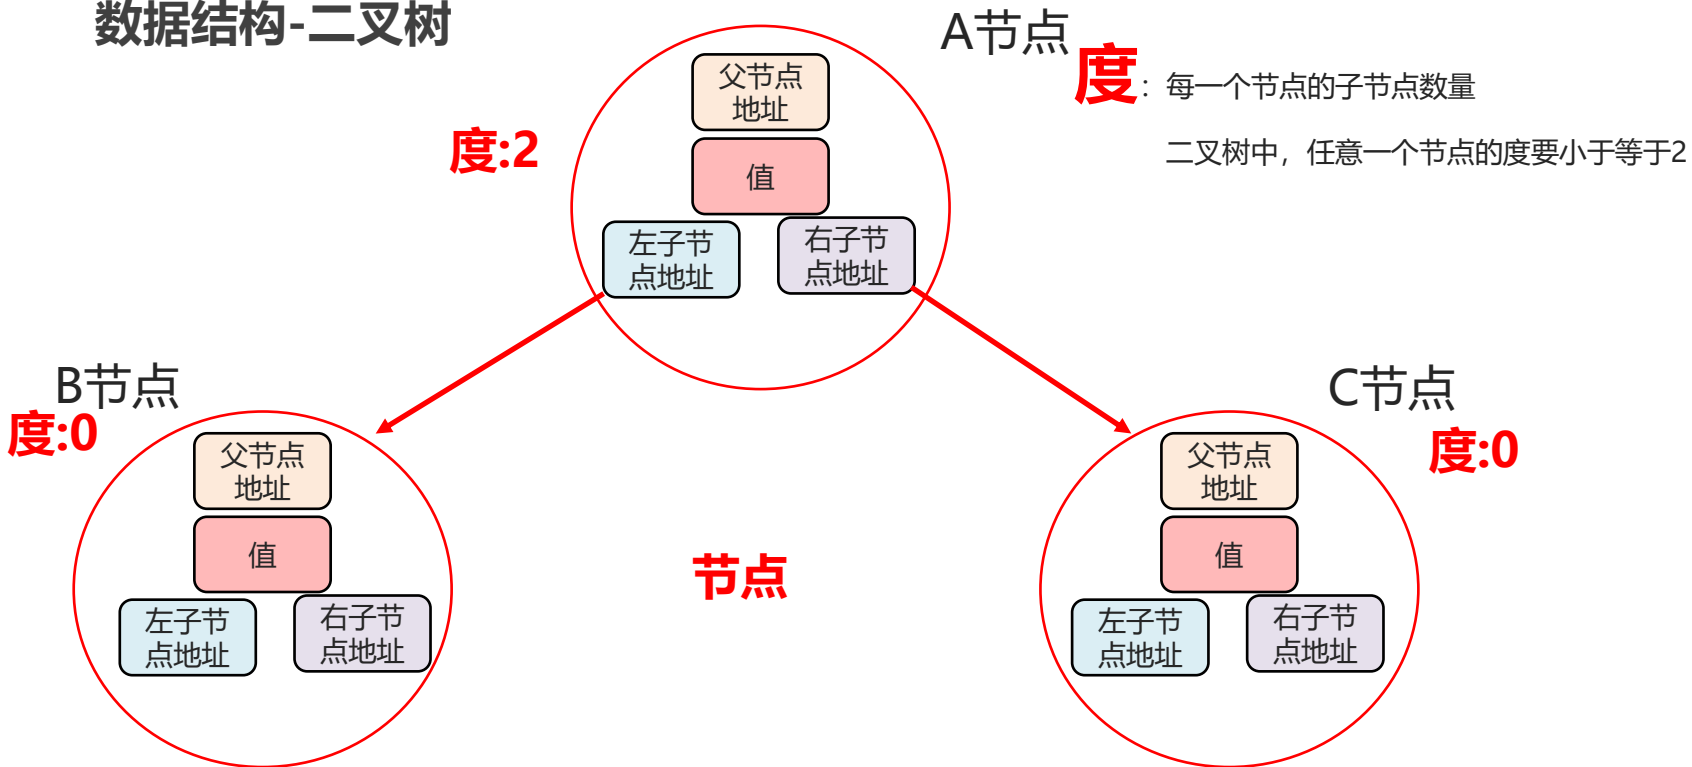 数据结构-二叉树
A节点
度：每一个节点的子节点数量
二叉树中，任意一个节点的度要小于等于2
度:2
父节点
地址
值
左子节
点地址
右子节
点地址
B节点
度:0
父节点
地址
值
左子节
点地址
右子节
点地址
节点
C节点
度:0
父节点
地址
值
左子节
点地址
右子节
点地址